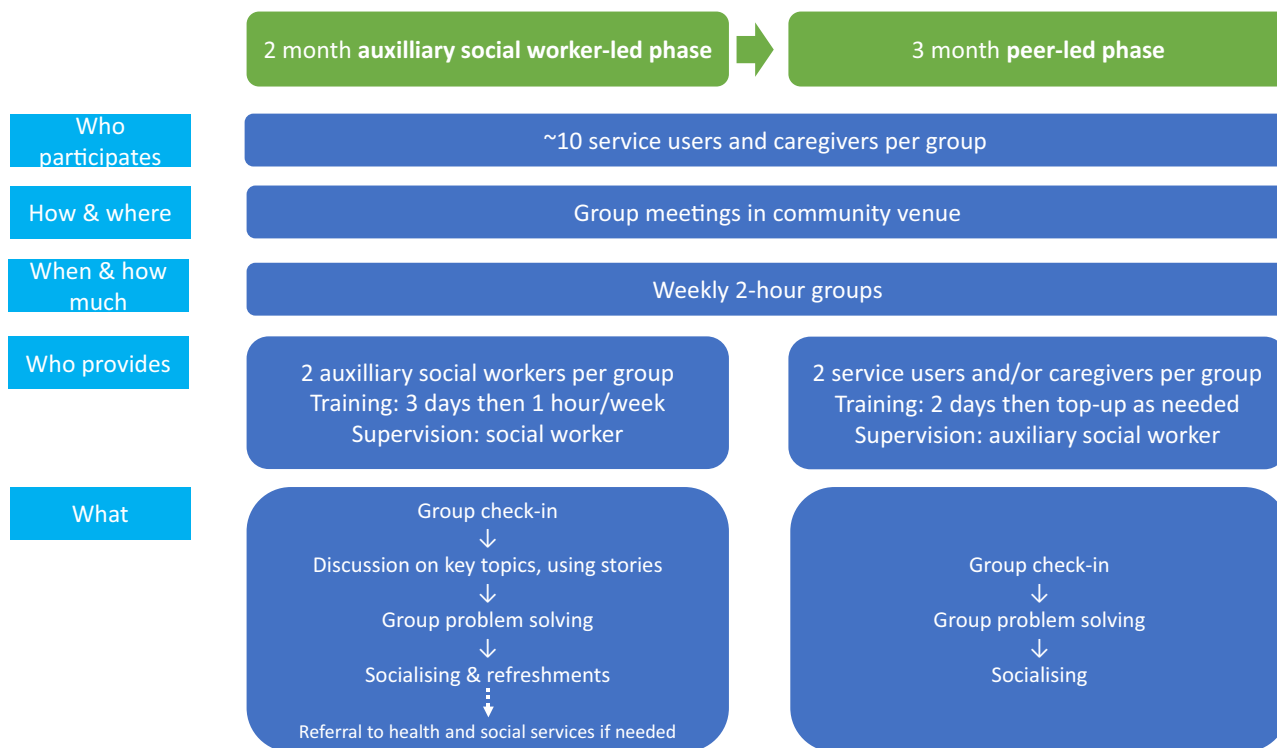 2 month auxilliary social worker-led phase
3 month peer-led phase
Who
participates
~10 service users and caregivers per group
How & where
Group meetings in community venue
When & how
much
Weekly 2-hour groups
Who provides
2 auxilliary social workers per group
Training: 3 days then 1 hour/week
Supervision: social worker
2 service users and/or caregivers per group
Training: 2 days then top-up as needed
Supervision: auxiliary social worker
What
Group check-in
↓
Discussion on key topics, using stories
↓
Group problem solving
↓
Socialising & refreshments
Referral to health and social services if needed
Group check-in
↓
Group problem solving
↓
Socialising